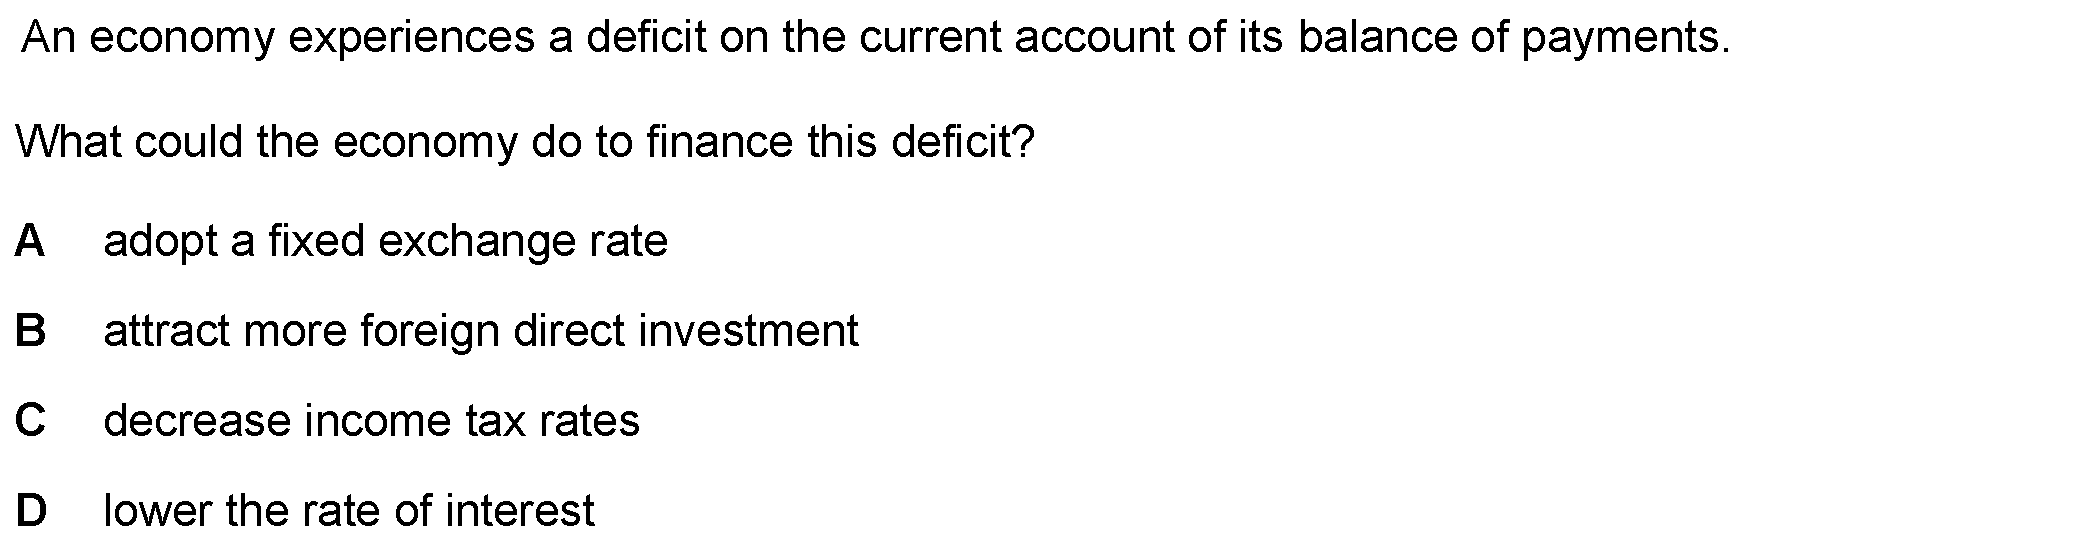 An economy experiences a deficit on the current account of its balance of payments.
What could the economy do to finance this deficit?
A adopt a fixed exchange rate
B attract more foreign direct investment
C decrease income tax rates
D lower the rate of interest